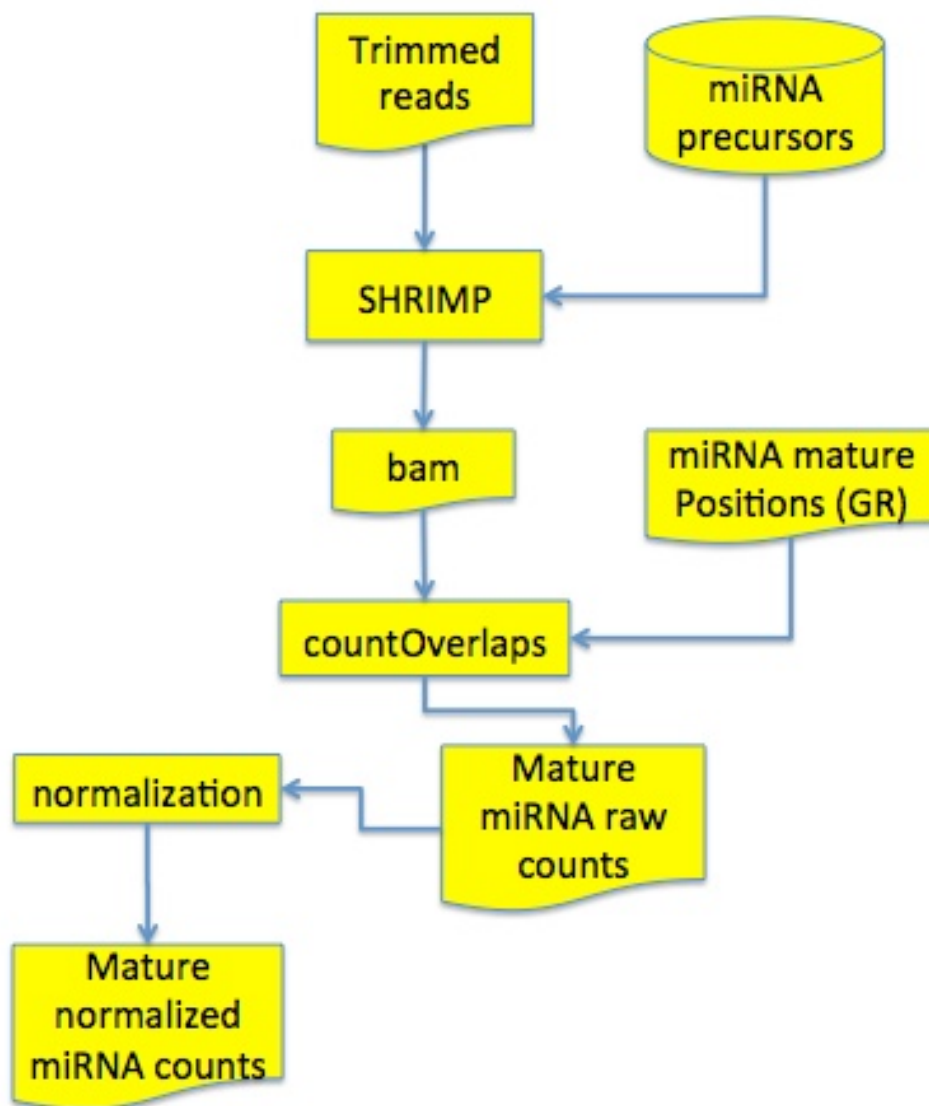 Trimmed
reads
miRNA
precursors
SHRIMP
bam
miRNA mature
Positions (GR)
countOverlaps
Mature
miRNA raw
counts
normalization
Mature
normalized
miRNA counts